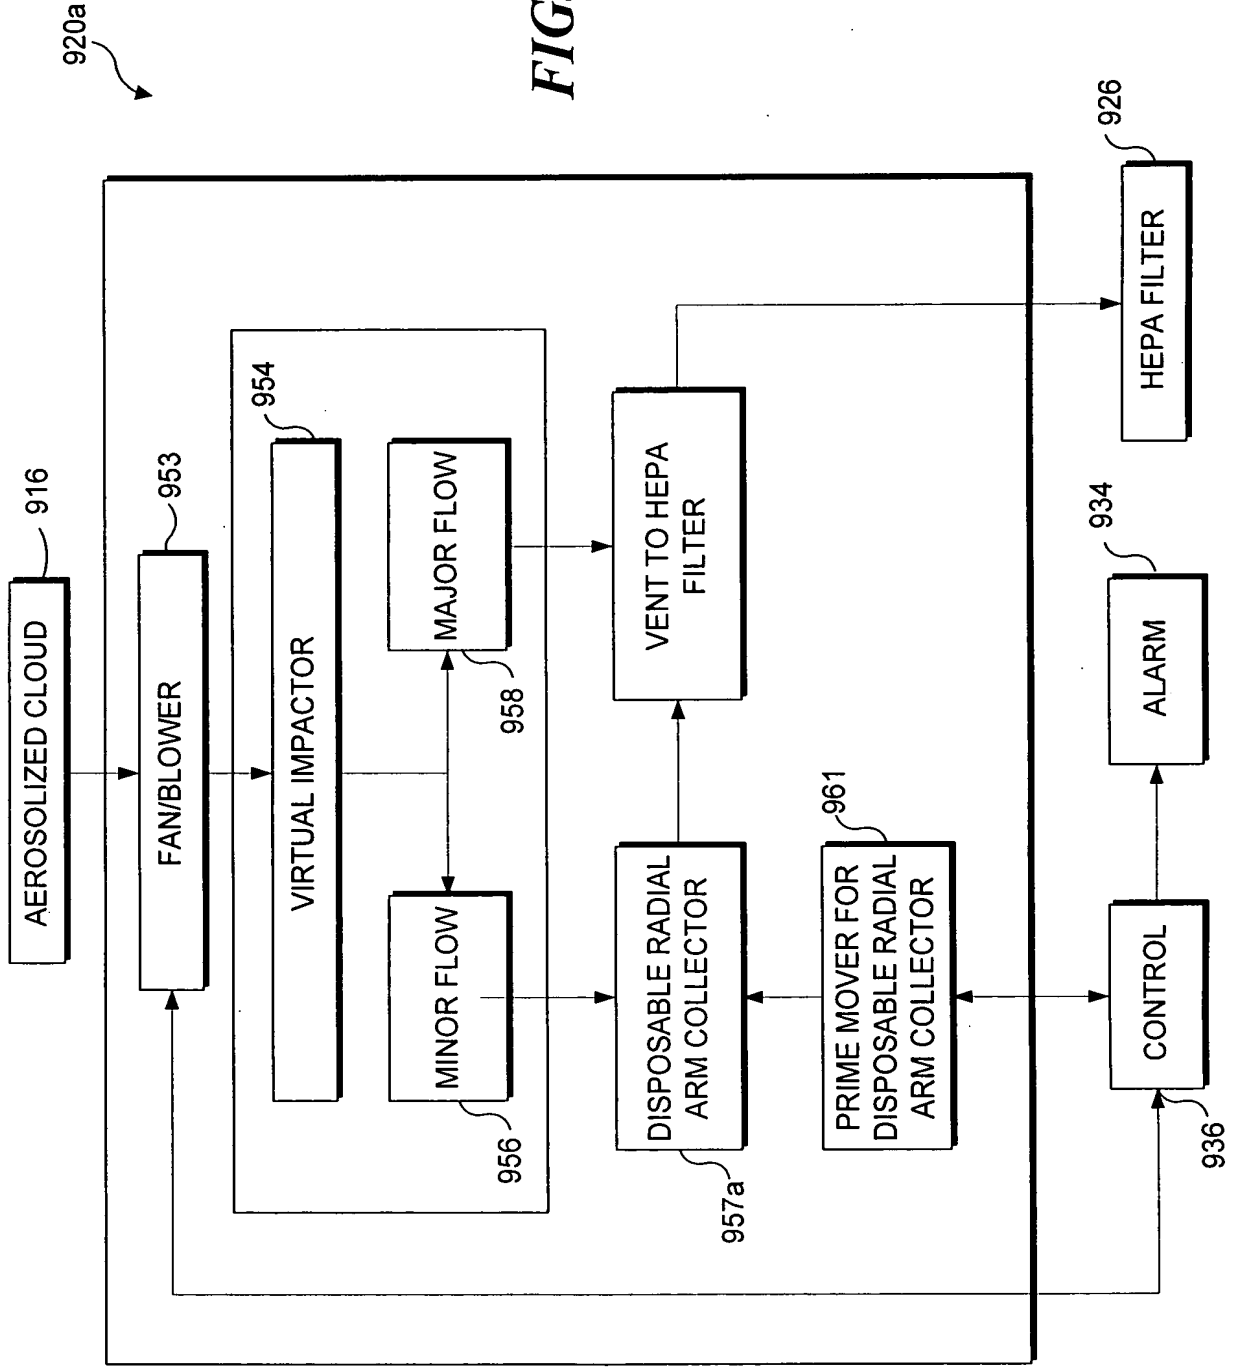 920a
FIG
AEROSOLIZED CLOUD
916
FAN/BLOWER
953
954
VIRTUAL IMPACTOR
MINOR FLOW
956
MAJOR FLOW
958
DISPOSABLE RADIAL
ARM COLLECTOR
957a
VENT TO HEPA
FILTER
961
PRIME MOVER FOR
DISPOSABLE RADIAL
ARM COLLECTOR
CONTROL
936
ALARM
934
HEPA FILTER
926